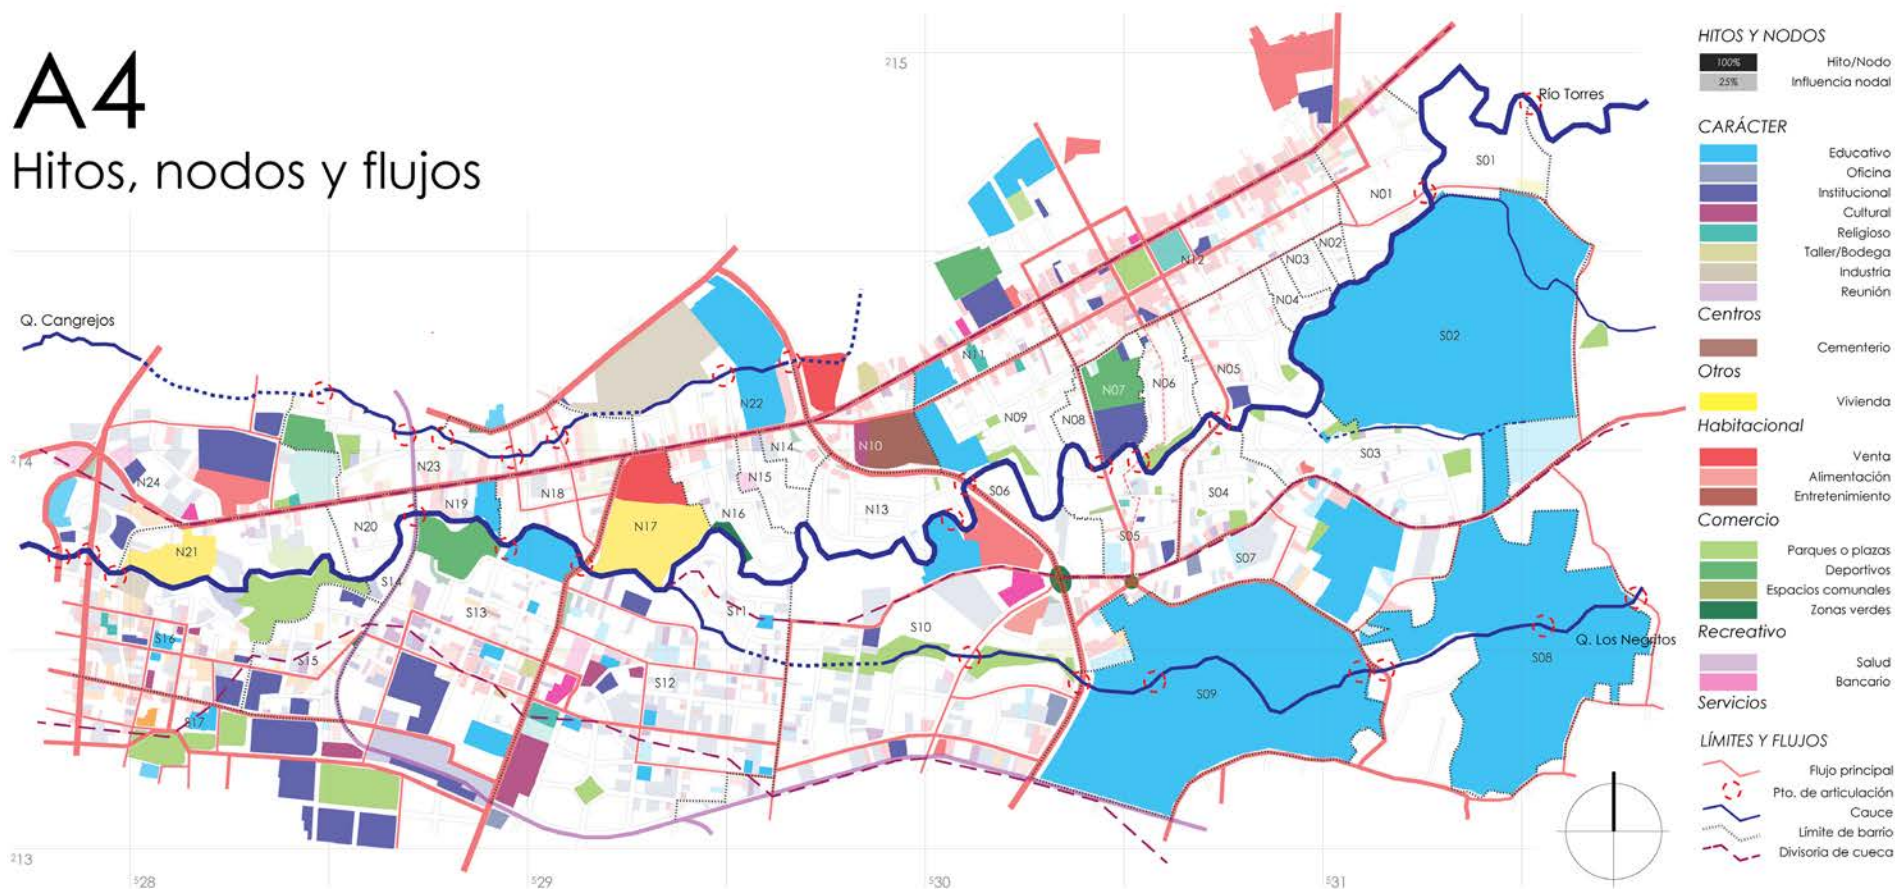 A4
Hitos, nodos y flujos
215
Río Torres
S01
N01
N02
N03
N12
N04
S02
Q. Cangrejos
N11
N05
N07
N06
N22
N09
N08
N10
N14
N23
N15
S03
214
N24
N19
N18
S06
S04
N13
N16
N20
N17
S05
N21
S07
S14
S13
S11
S10
S16
Q. Los Negritos
S08
S15
S12
S09
S17
213
528
529
530
531
HITOS Y NODOS
100% Hito/Nodo
25% Influencia nodal
CARÁCTER
Educativo
Oficina
Institucional
Cultural
Religioso
Taller/Bodega
Industria
Reunión
Centros
Cementerio
Otros
Vivienda
Habitacional
Venta
Alimentación
Entretenimiento
Comercio
Parques o plazas
Deportivos
Espacios comunales
Zonas verdes
Recreativo
Salud
Bancario
Servicios
LÍMITES Y FLUJOS
Flujo principal
Pto. de articulación
Cauce
Límite de barrio
Divisoria de cueca